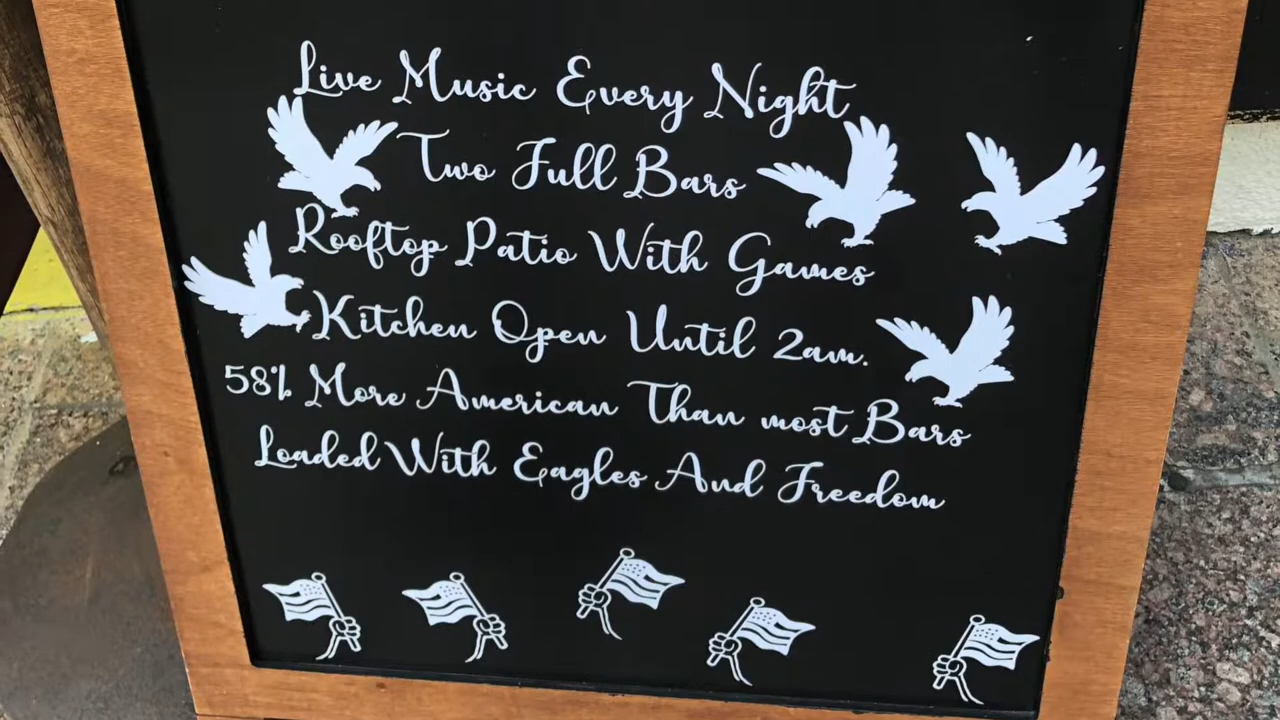 Live Music Every Night
Two Full Bars
Rooftop Patio With Games
Kitchen Open Until 2am.
58% More American Than most Bars
Loaded With Eagles And Freedom